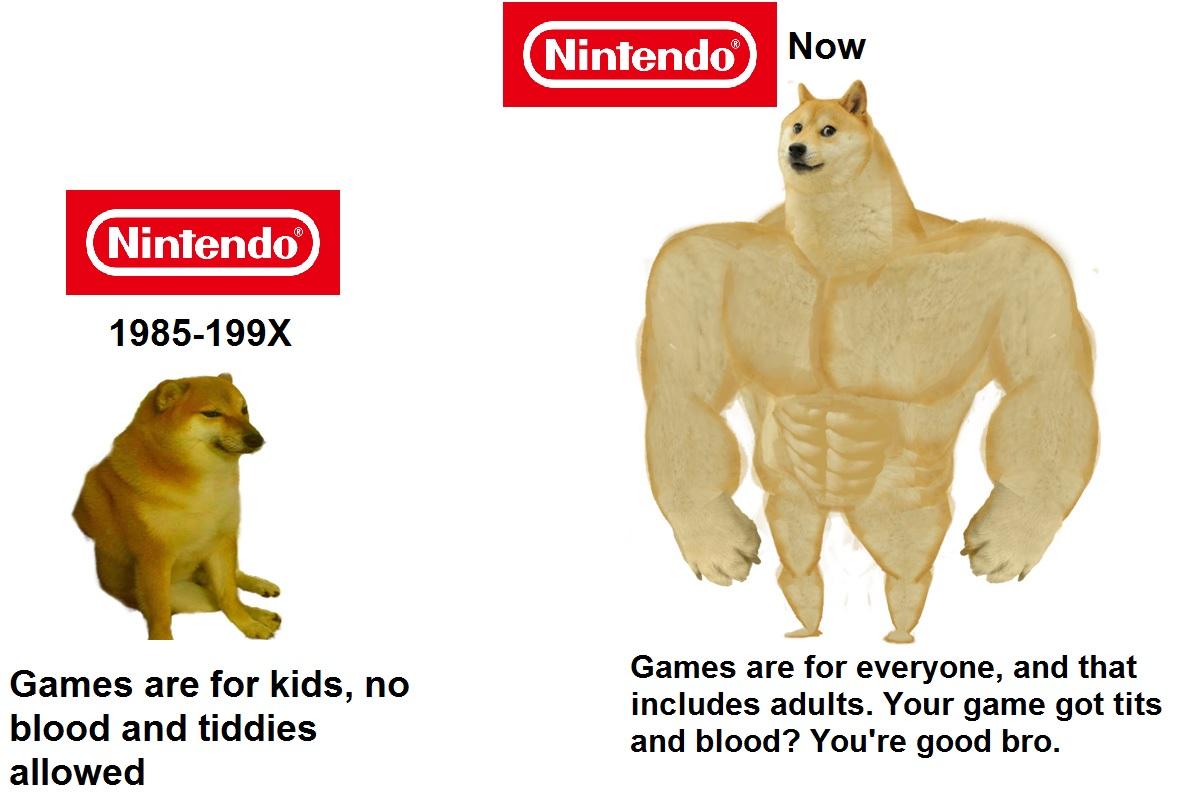 Nintendo®
Now
Nintendo®
1985-199X
Games are for kids, no
blood and tiddies
allowed
Games are for everyone, and that
includes adults. Your game got tits
and blood? You're good bro.